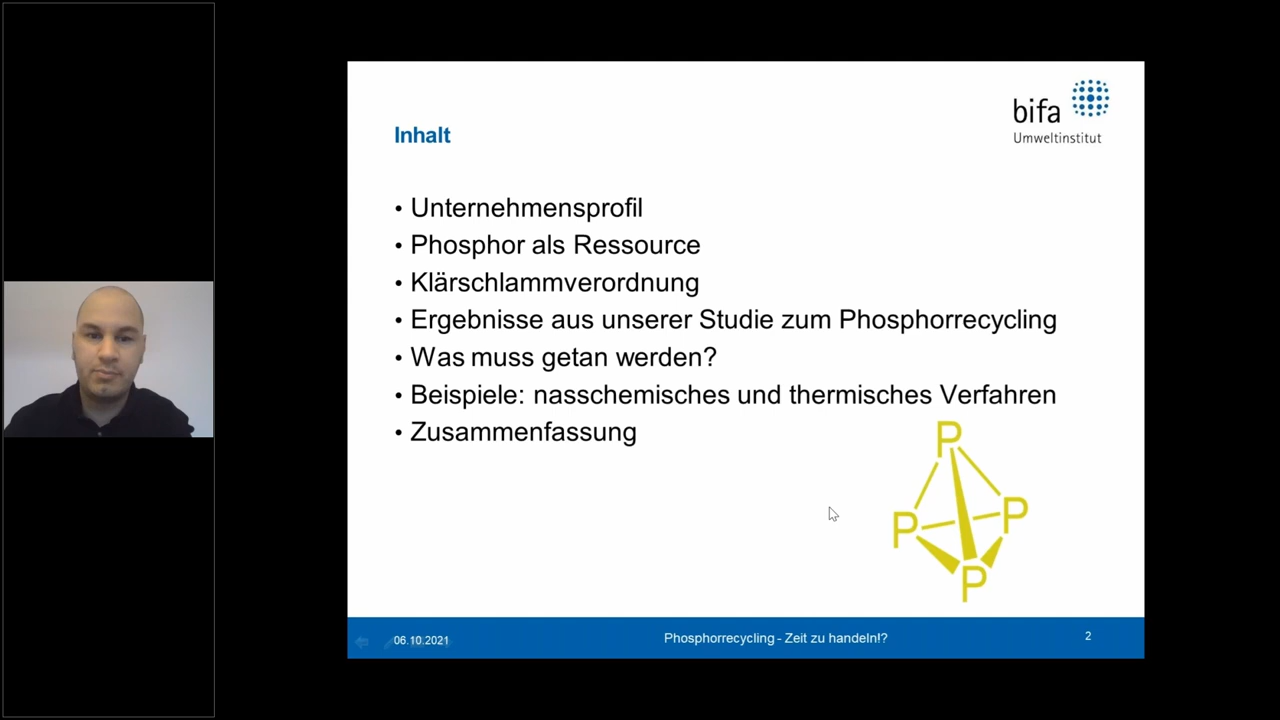 bifa
Umweltinstitut
Inhalt
• Unternehmensprofil
• Phosphor als Ressource
• Klärschlammverordnung
• Ergebnisse aus unserer Studie zum Phosphorrecycling
• Was muss getan werden?
• Beispiele: nasschemisches und thermisches Verfahren
• Zusammenfassung
P
P
P
P
06.10.2021
Phosphorrecycling - Zeit zu handeln!?
2